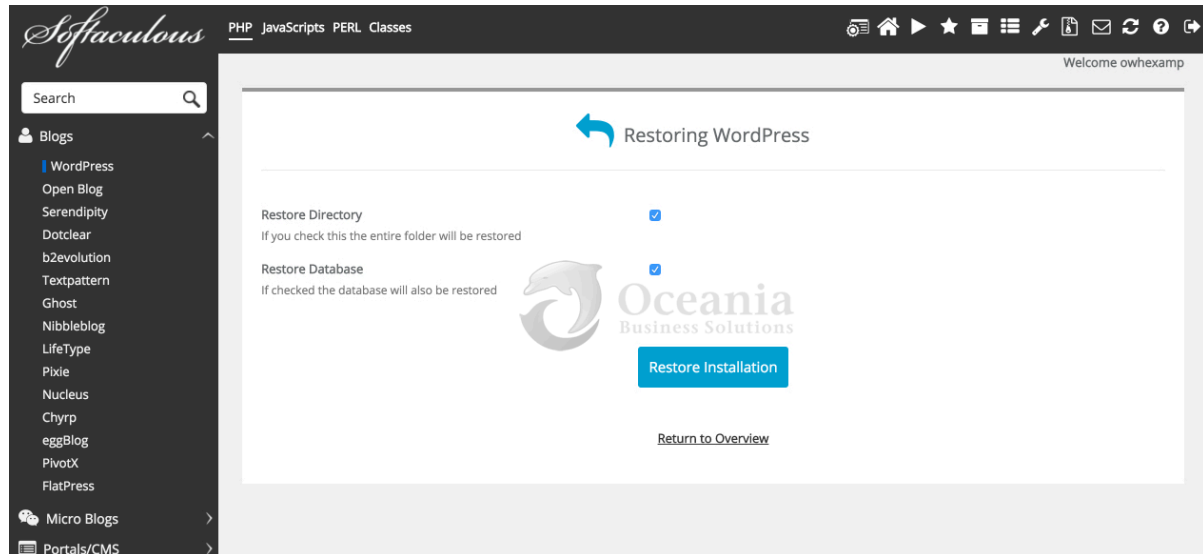 Softaculous
PHP JavaScripts PERL Classes
Welcome owhexamp
Search
Blogs
WordPress
Open Blog
Serendipity
Dotclear
b2evolution
Textpattern
Ghost
Nibbleblog
LifeType
Pixie
Nucleus
Chyrp
eggBlog
PivotX
FlatPress
Micro Blogs
Portals/CMS
Restoring WordPress
Restore Directory
If you check this the entire folder will be restored
Restore Database
If checked the database will also be restored
Oceania
Business Solutions
Restore Installation
Return to Overview